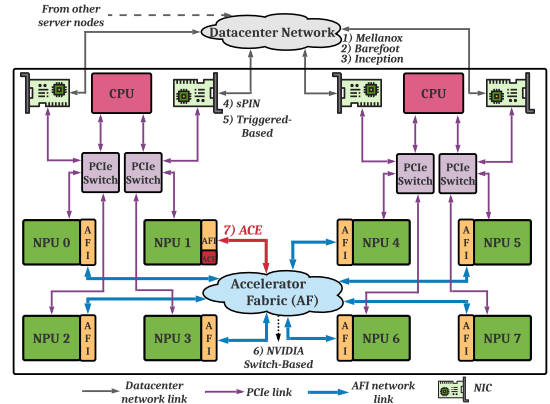 From other
server nodes
Datacenter Network
1) Mellanox
2) Barefoot
3) Inception
CPU
CPU
4) sPIN
5) Triggered-
Based
PCIe
Switch
PCIe
Switch
PCIe
Switch
PCIe
Switch
NPU 0
AFI
NPU 1
AFI
ACE
7) ACE
AFI
NPU 4
AFI
NPU 5
Accelerator
Fabric (AF)
NPU 2
AFI
NPU 3
AFI
6) NVIDIA
Switch-Based
AFI
NPU 6
AFI
NPU 7
Datacenter
network link
PCIe link
AFI network
link
NIC